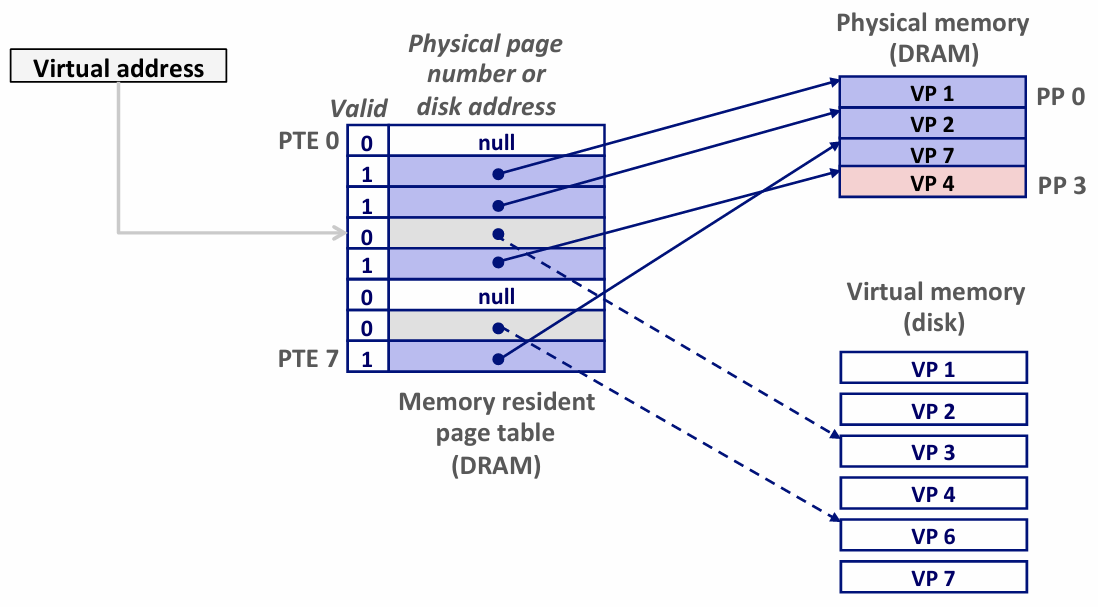 Virtual address
Physical page
number or
disk address
Valid
PTE 0
0
null
1
1
0
1
0
null
0
PTE 7
1
Memory resident
page table
(DRAM)
Physical memory
(DRAM)
VP 1
PP 0
VP 2
VP 7
VP 4
PP 3
Virtual memory
(disk)
VP 1
VP 2
VP 3
VP 4
VP 6
VP 7